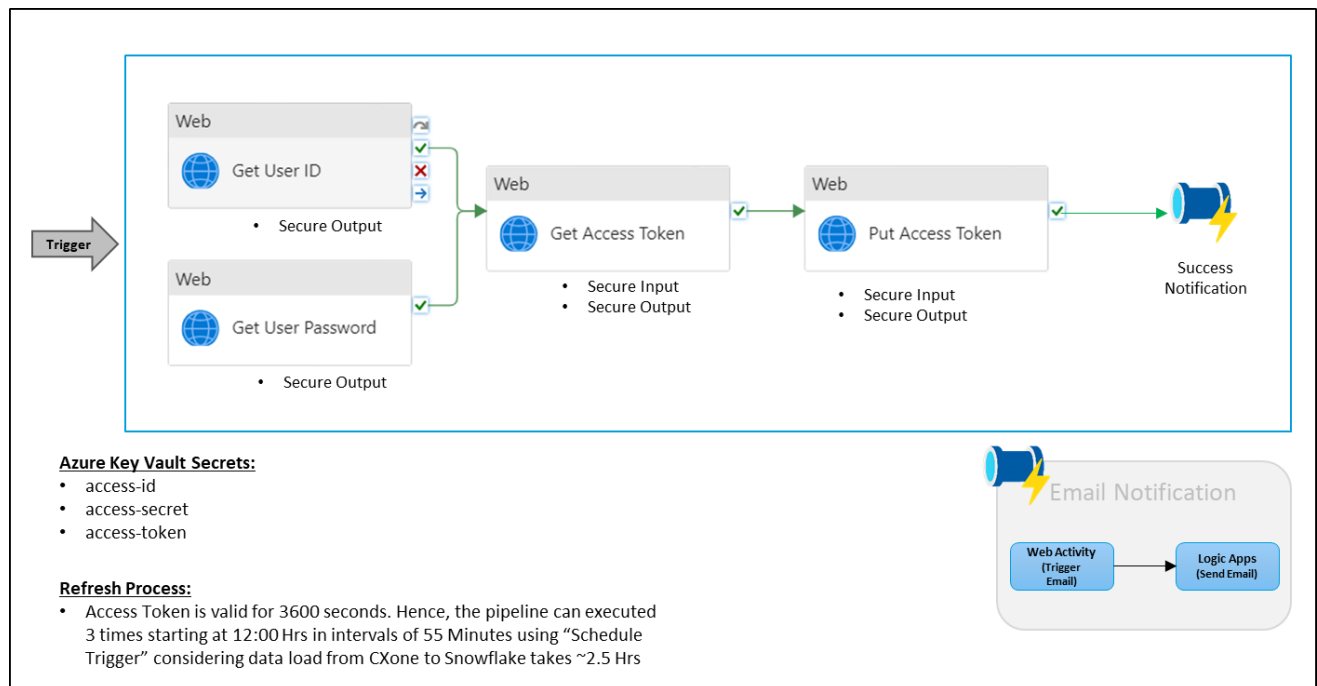 Trigger
Web
Get User ID
• Secure Output
Web
Get User Password
• Secure Output
Web
Get Access Token
• Secure Input
• Secure Output
Web
Put Access Token
• Secure Input
• Secure Output
Success
Notification
Azure Key Vault Secrets:
• access-id
• access-secret
• access-token
Refresh Process:
• Access Token is valid for 3600 seconds. Hence, the pipeline can executed
3 times starting at 12:00 Hrs in intervals of 55 Minutes using “Schedule
Trigger” considering data load from CXone to Snowflake takes ~2.5 Hrs
Email Notification
Web Activity
(Trigger
Email)
Logic Apps
(Send Email)